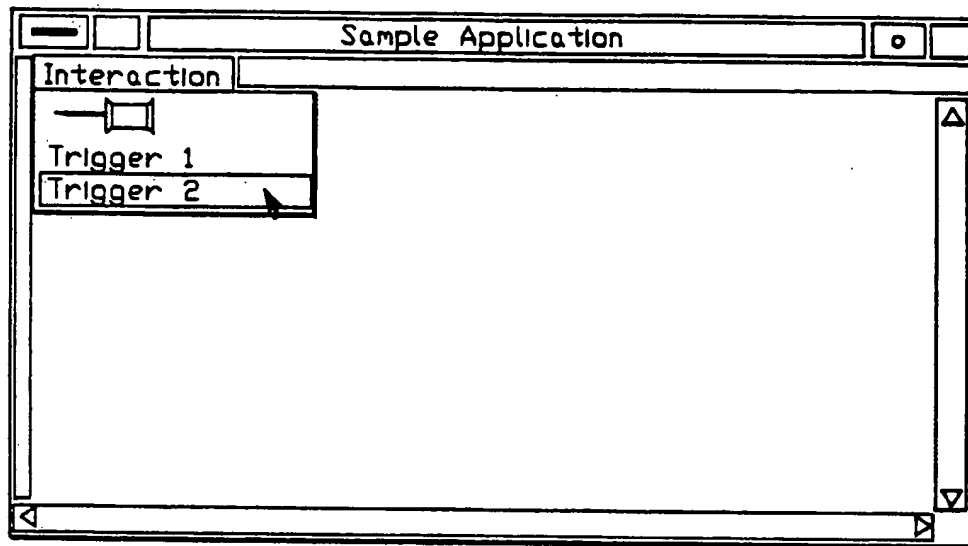 Sample Application
Interaction
Trigger 1
Trigger 2